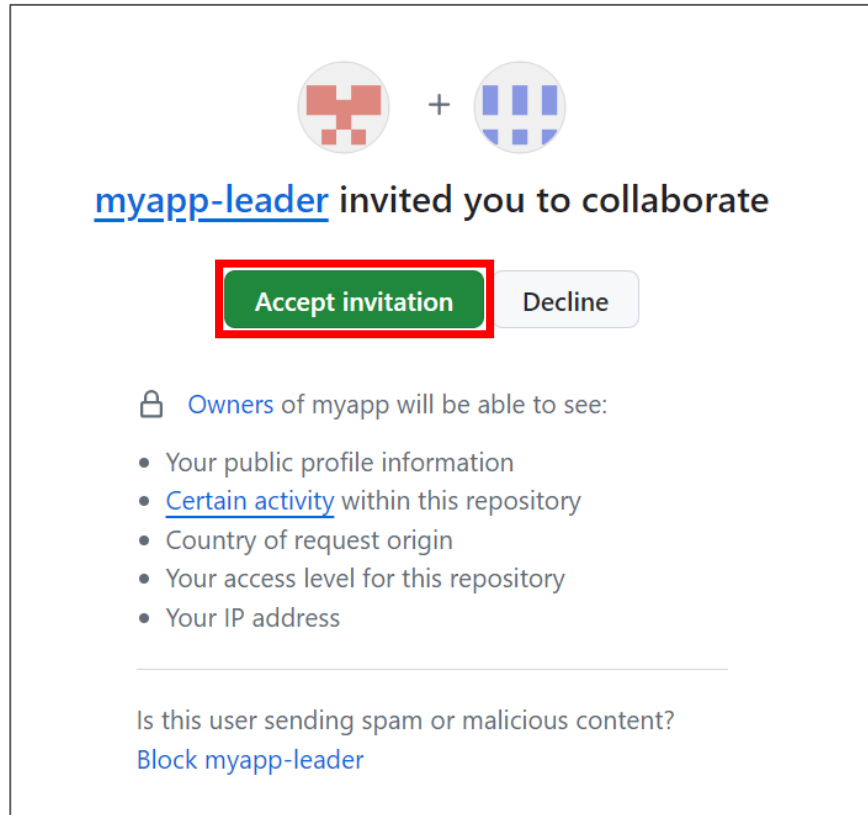 +
myapp-leader invited you to collaborate
Accept invitation
Decline
Owners of myapp will be able to see:
• Your public profile information
• Certain activity within this repository
• Country of request origin
• Your access level for this repository
• Your IP address
Is this user sending spam or malicious content?
Block myapp-leader